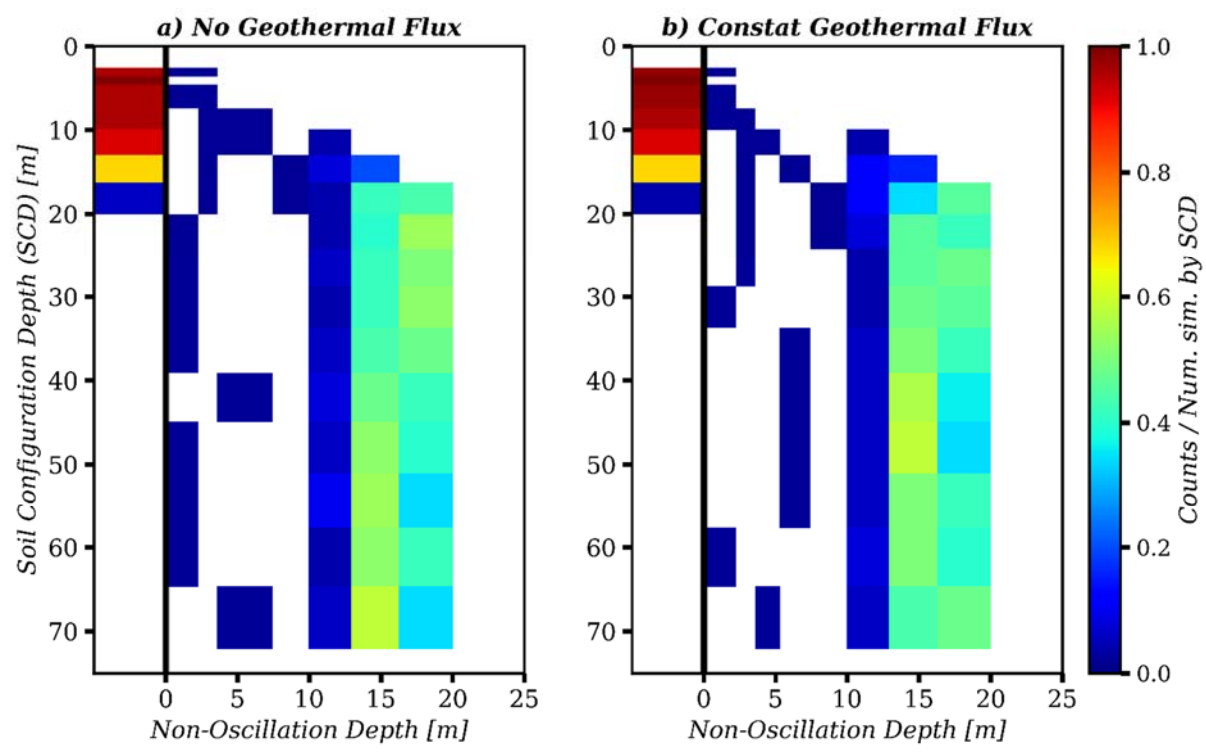 a) No Geothermal Flux
b) Constat Geothermal Flux
Soil Configuration Depth (SCD) [m]
0
10
20
30
40
50
60
70
0
10
20
30
40
50
60
70
0 5 10 15 20 25
0 5 10 15 20 25
Non-Oscillation Depth [m]
Non-Oscillation Depth [m]
1.0
0.8
0.6
0.4
0.2
0.0
Counts / Num. sim. by SCD